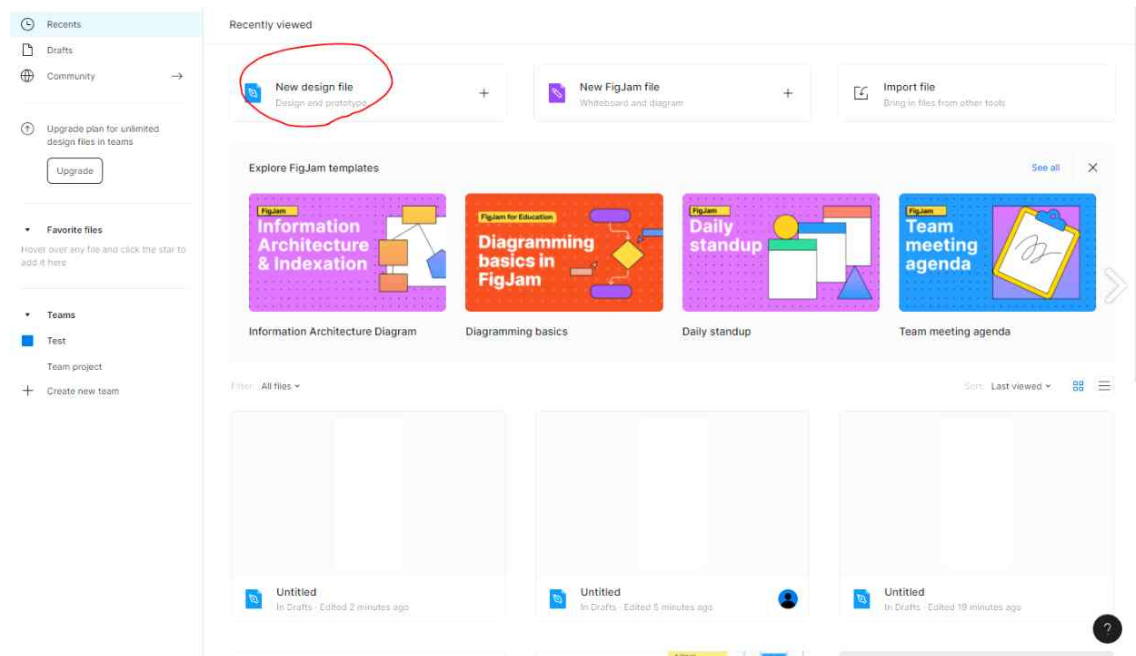 Recents
Drafts
Community
Upgrade plan for unlimited
design files in teams
Upgrade
Favorite files
Hover over any file and click the star to
add it here
Teams
Test
Team project
Create new team
Recently viewed
New design file
Design and prototype
New FigJam file
Whiteboard and diagram
Import file
Bring in files from other tools
Explore FigJam templates
See all
FigJam
Information
Architecture
& Indexation
Information Architecture Diagram
FigJam for Education
Diagramming
basics in
FigJam
Diagramming basics
FigJam
Daily
standup
Daily standup
FigJam
Team
meeting
agenda
Team meeting agenda
Filter: All files
Sort: Last viewed
Untitled
In Drafts · Edited 2 minutes ago
Untitled
In Drafts · Edited 5 minutes ago
Untitled
In Drafts · Edited 19 minutes ago
?